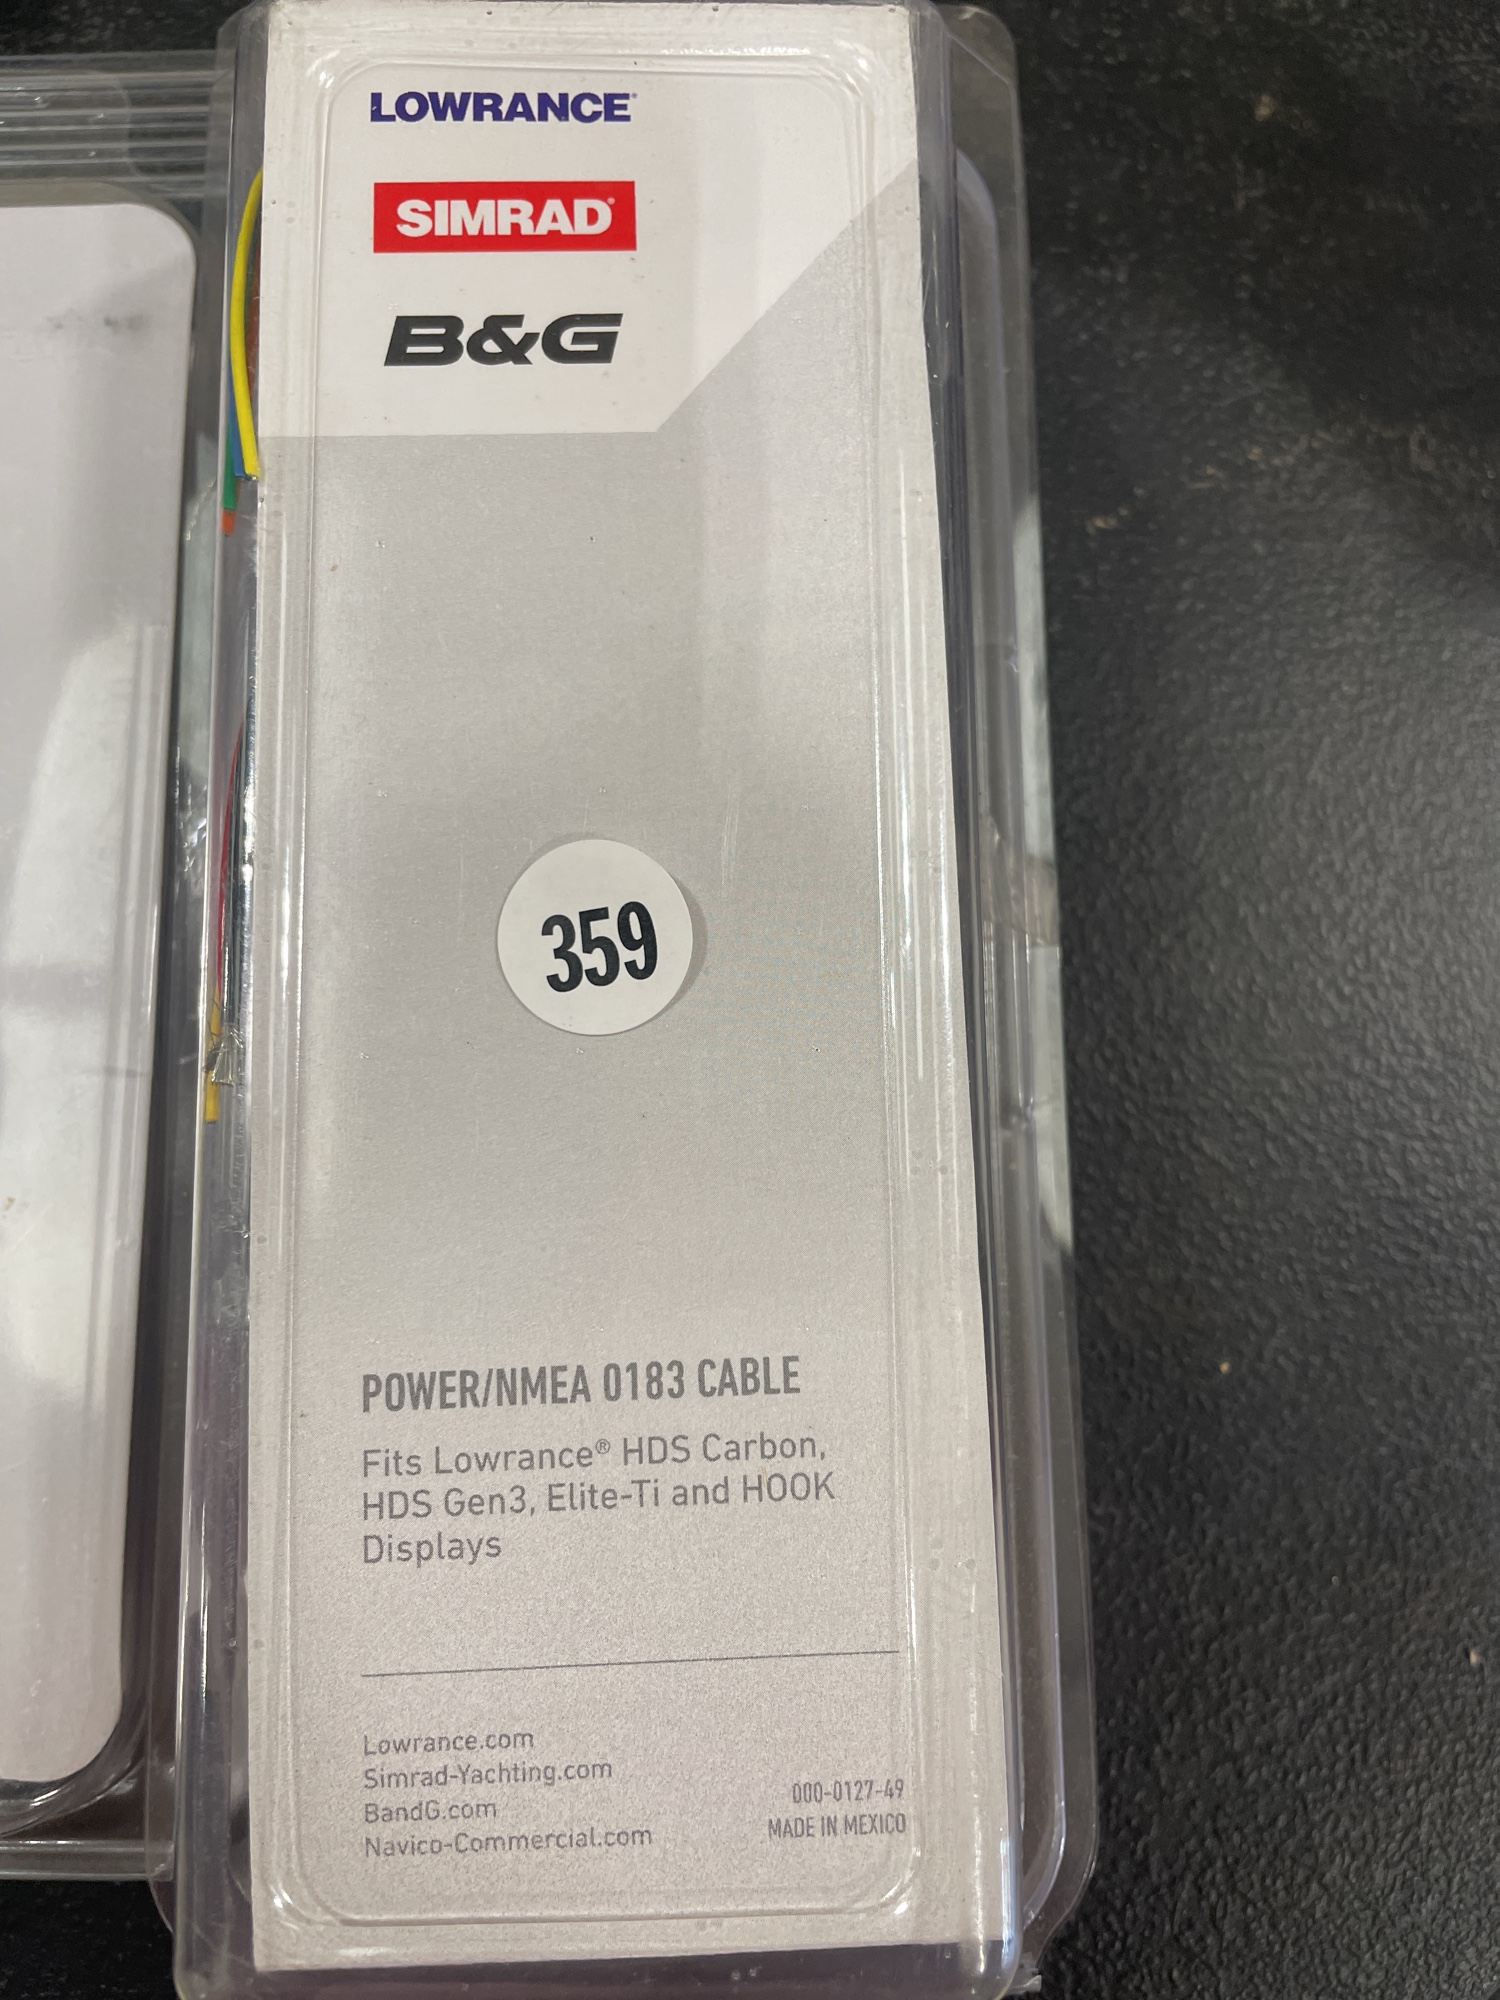 LOWRANCE®
SIMRAD®
B&G
359
POWER/NMEA 0183 CABLE
Fits Lowrance® HDS Carbon,
HDS Gen3, Elite-Ti and HOOK
Displays
Lowrance.com
Simrad-Yachting.com
BandG.com
Navico-Commercial.com
000-0127-49
MADE IN MEXICO